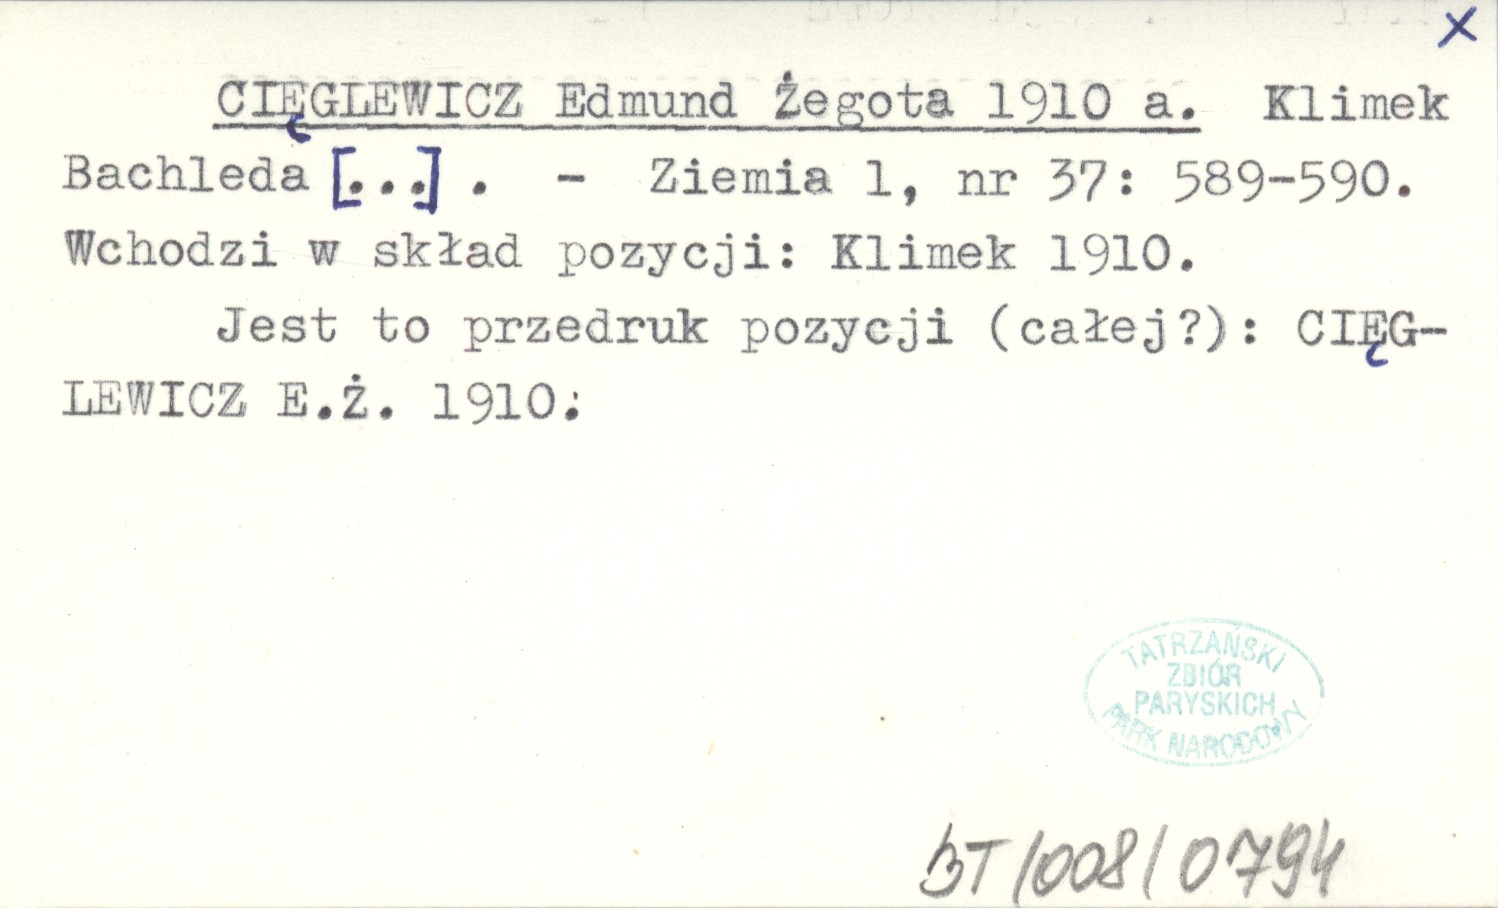 x
CIĘGLEWICZ Edmund Żegota 1910 a. Klimek
Bachleda [...] . - Ziemia 1, nr 37: 589-590.
Wchodzi w skład pozycji: Klimek 1910.
Jest to przedruk pozycji (całej?): CIĘG-
LEWICZ E.Ż. 1910.
TATRZAŃSKI
ZBIÓR
PARYSKICH
PARK NARODOWY
BT/008/0794